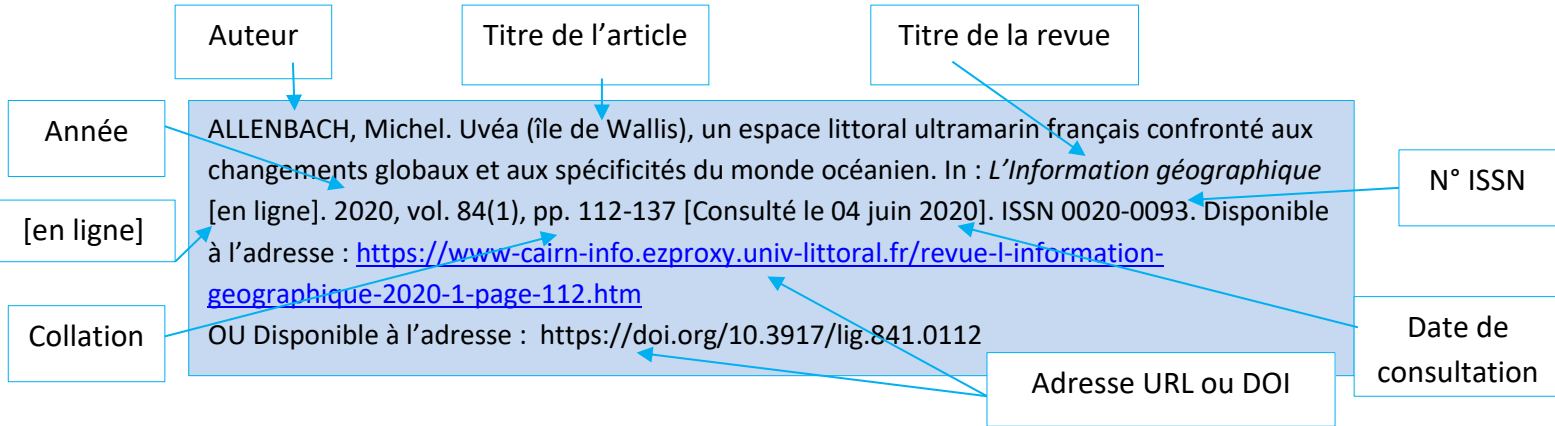 Auteur
Titre de l’article
Titre de la revue
Année
ALLENBACH, Michel. Uvéa (île de Wallis), un espace littoral ultramarin français confronté aux
changements globaux et aux spécificités du monde océanien. In : L’Information géographique
[en ligne]. 2020, vol. 84(1), pp. 112-137 [Consulté le 04 juin 2020]. ISSN 0020-0093. Disponible
à l’adresse : https://www-cairn-info.ezproxy.univ-littoral.fr/revue-l-information-
geographique-2020-1-page-112.htm
OU Disponible à l’adresse : https://doi.org/10.3917/lig.841.0112
N° ISSN
[en ligne]
Collation
Date de
consultation
Adresse URL ou DOI